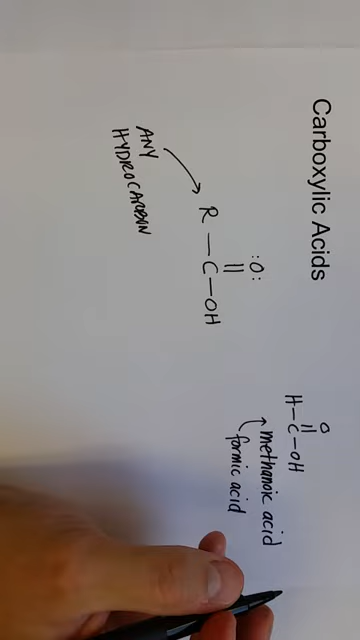 Carboxylic Acids
:O:
||
R — C — OH
ANY
HYDROCARBON
O
||
H — C — OH
methanoic acid
formic acid